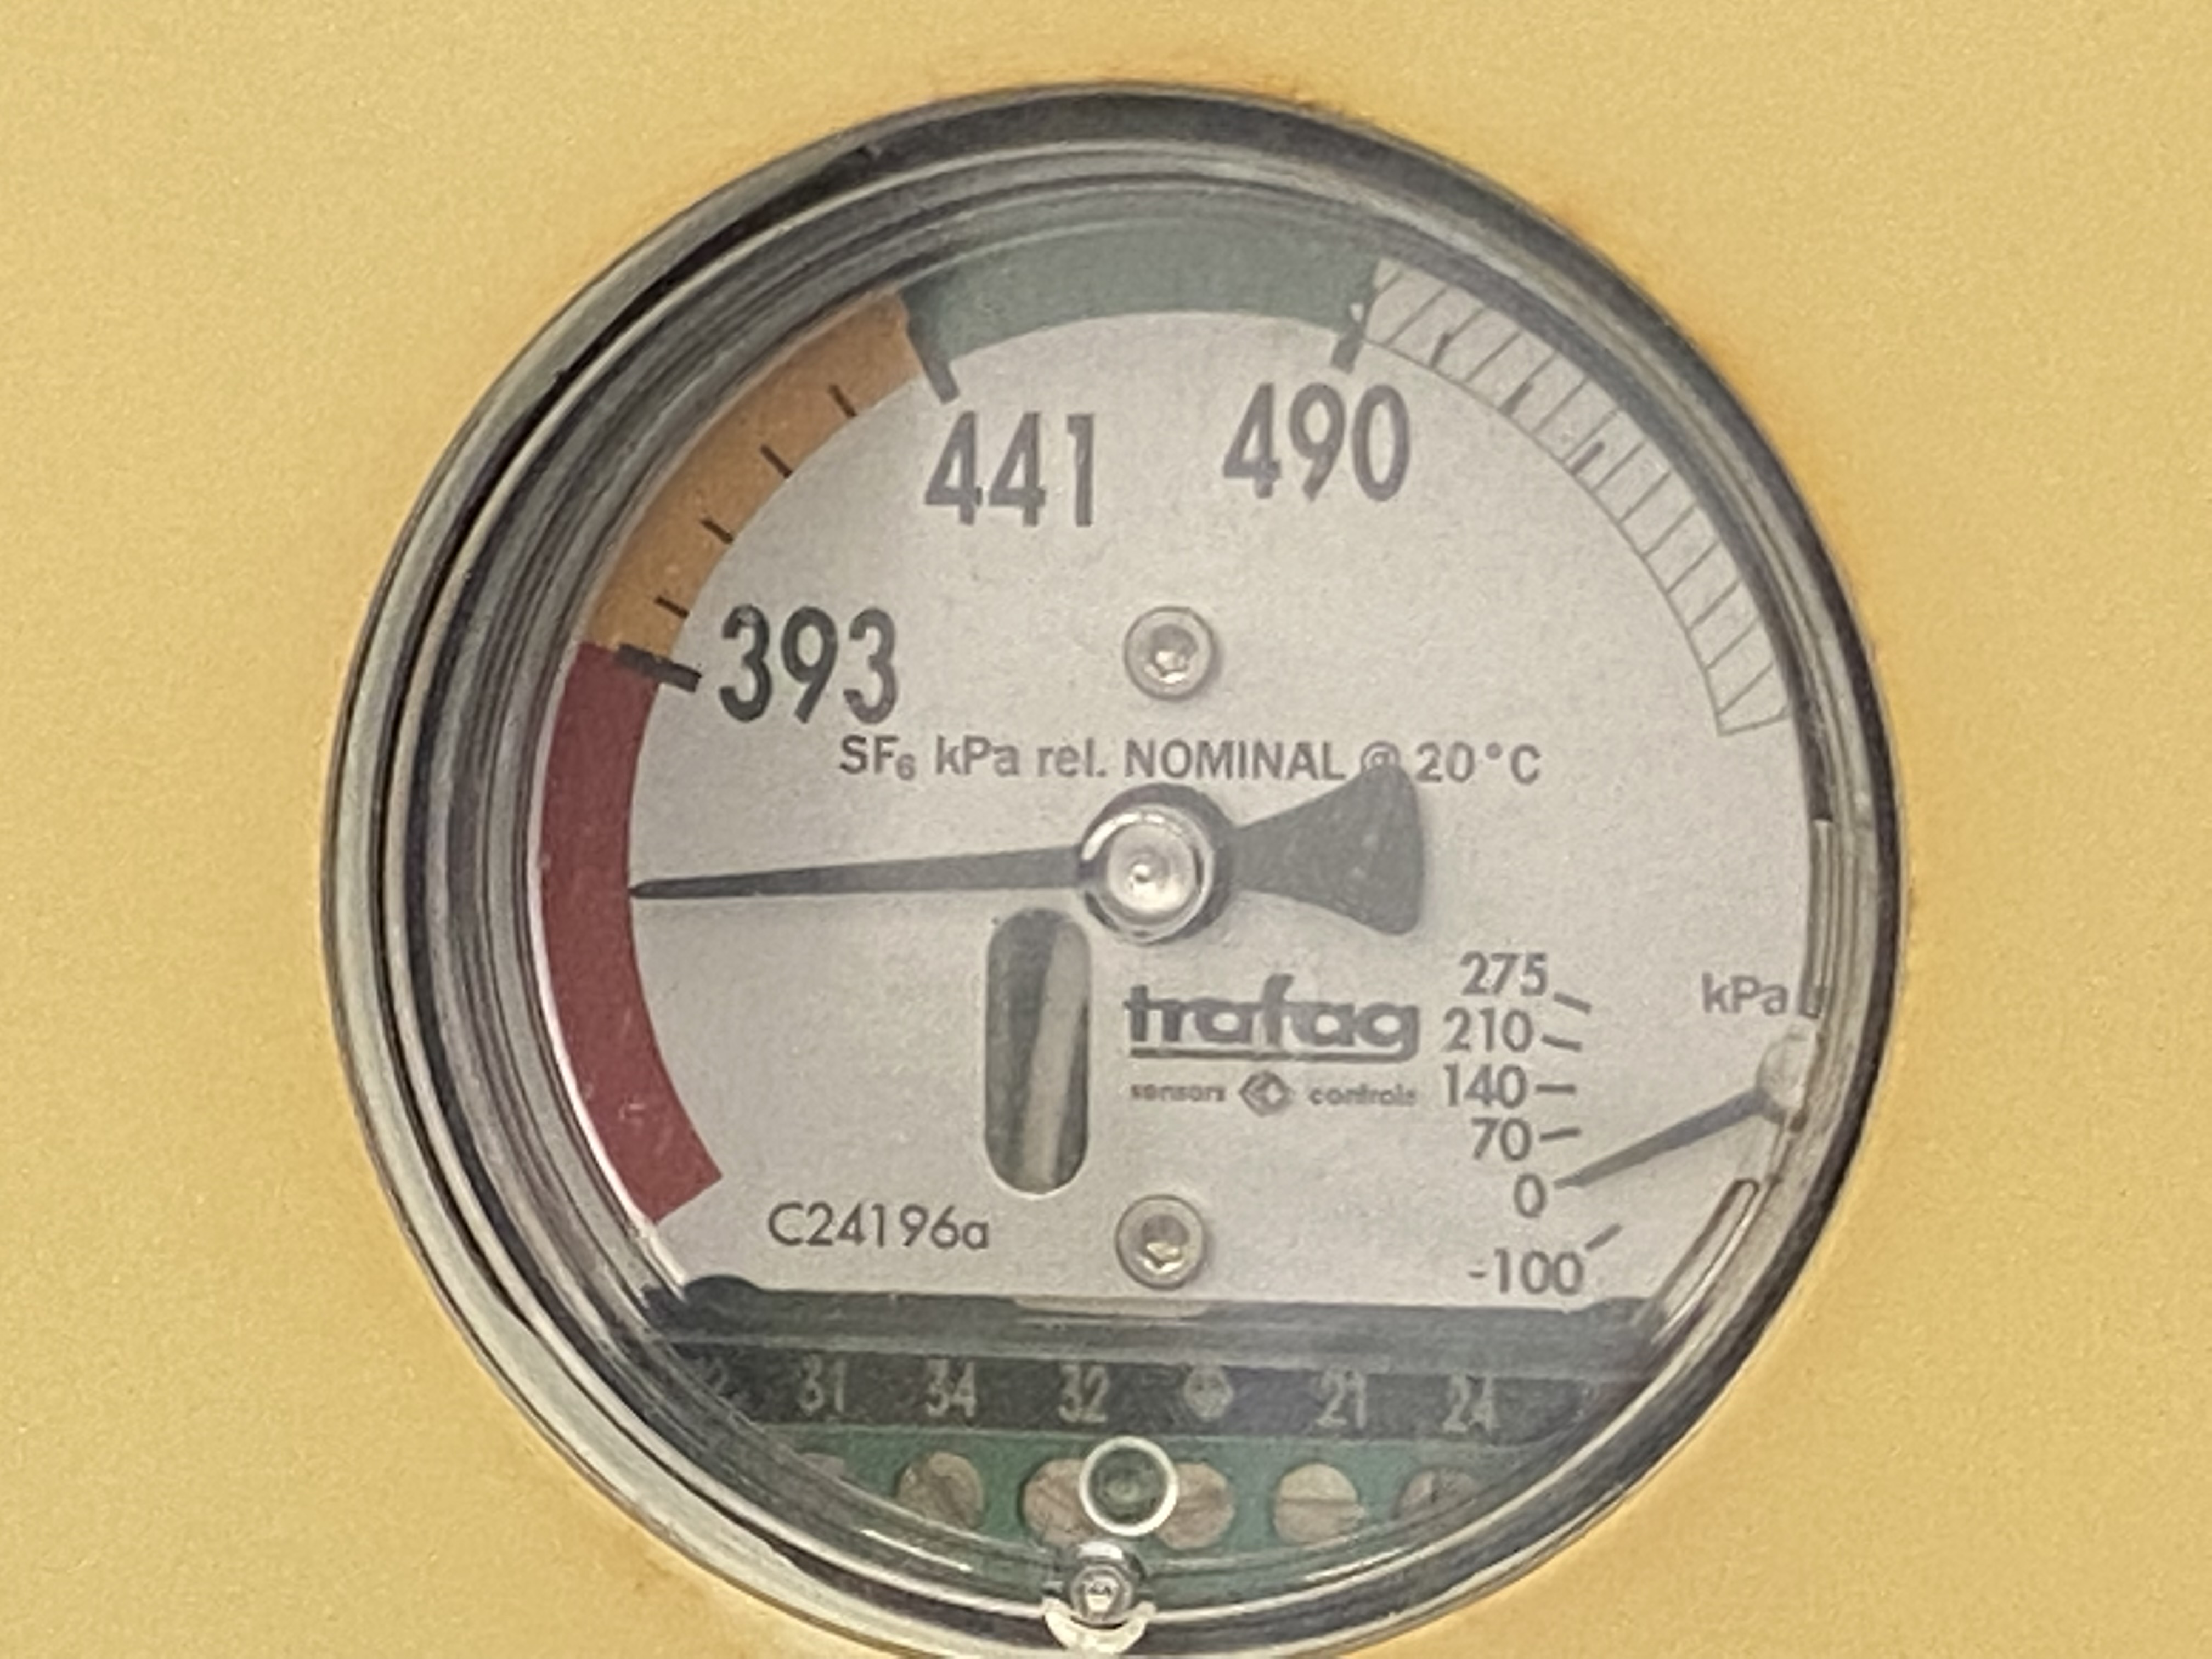 441 490
393
SF₆ kPa rel. NOMINAL @ 20°C
trafag
sensors controls
275
210
140
70
0
-100
kPa
C24196a
31 34 32 21 24